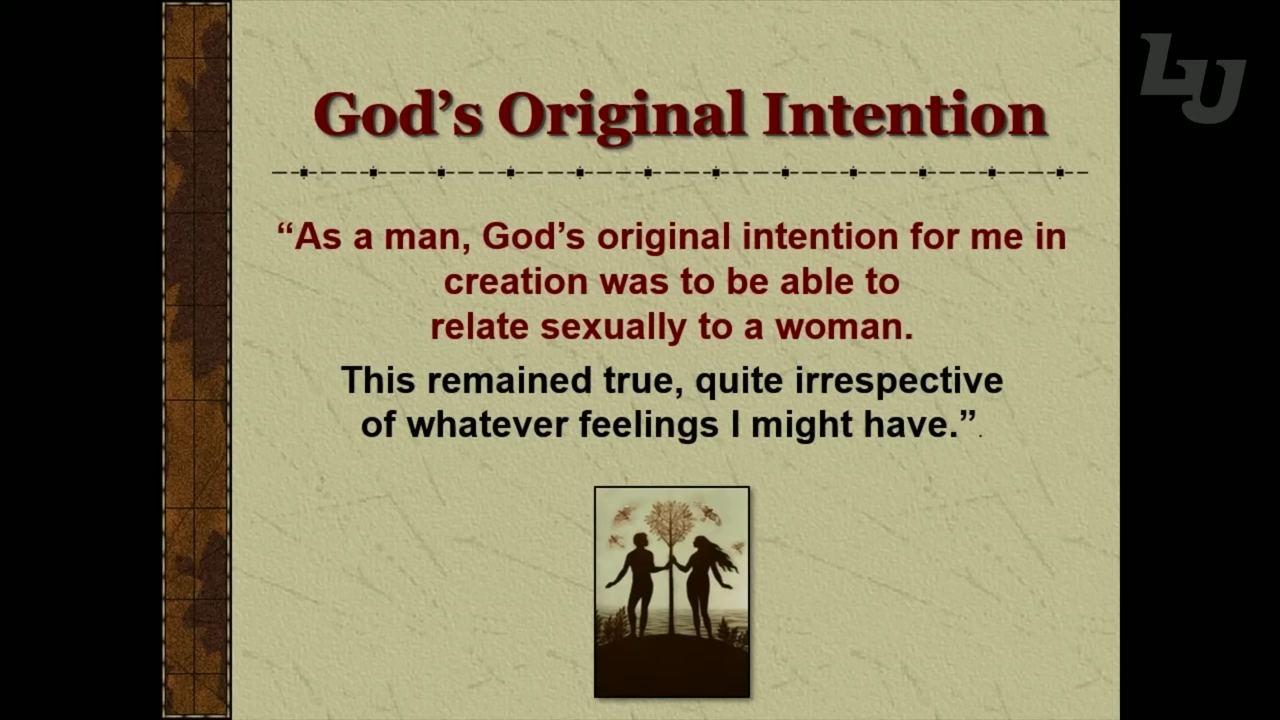 God’s Original Intention
“As a man, God’s original intention for me in
creation was to be able to
relate sexually to a woman.
This remained true, quite irrespective
of whatever feelings I might have.”.
LU